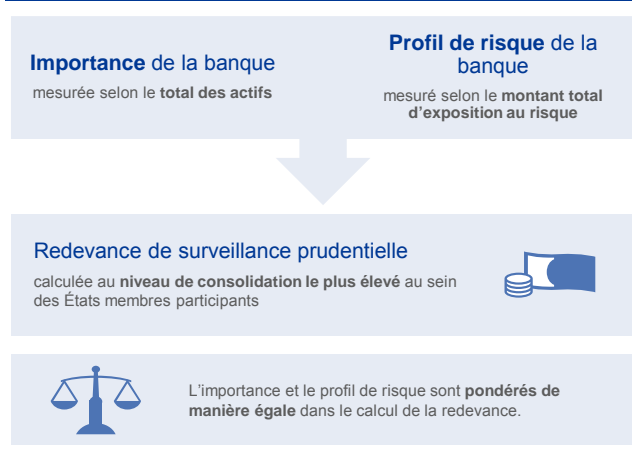 Importance de la banque
mesurée selon le total des actifs
Profil de risque de la
banque
mesuré selon le montant total
d'exposition au risque
Redevance de surveillance prudentielle
calculée au niveau de consolidation le plus élevé au sein
des États membres participants
L'importance et le profil de risque sont pondérés de
manière égale dans le calcul de la redevance.